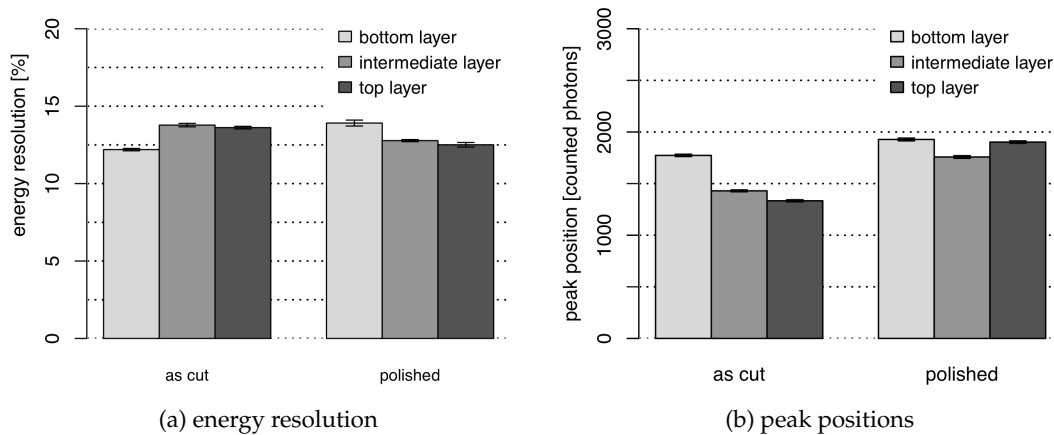 energy resolution [%]
0
5
10
15
20
bottom layer
intermediate layer
top layer
as cut
polished
(a) energy resolution
peak position [counted photons]
0
1000
2000
3000
bottom layer
intermediate layer
top layer
as cut
polished
(b) peak positions